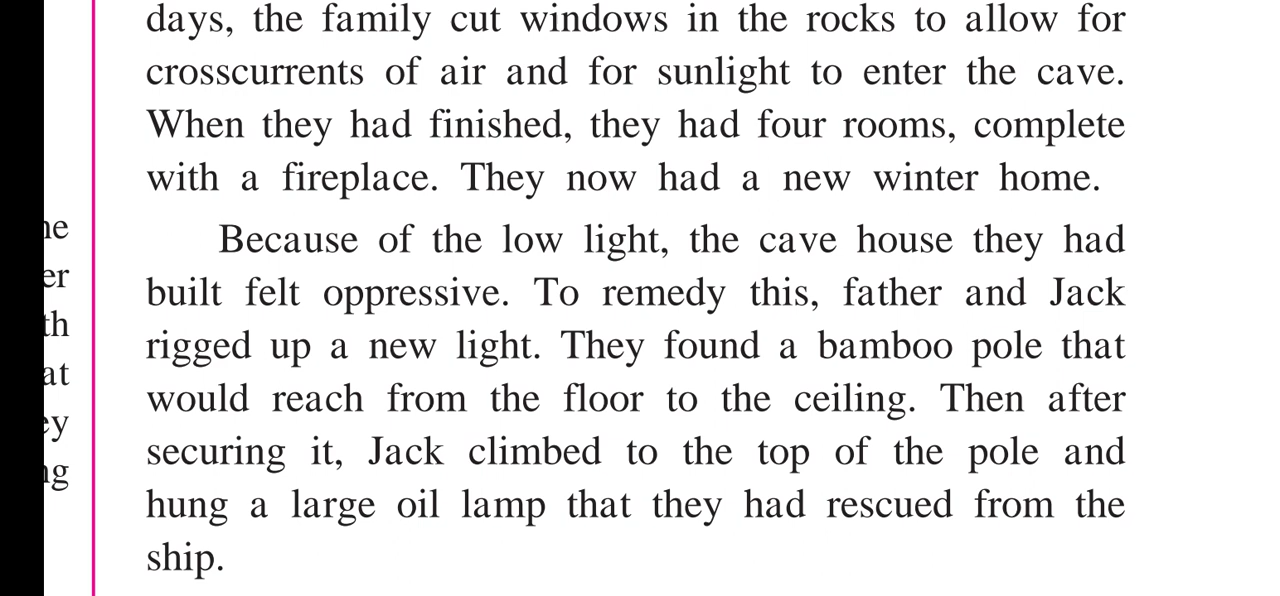 days, the family cut windows in the rocks to allow for
crosscurrents of air and for sunlight to enter the cave.
When they had finished, they had four rooms, complete
with a fireplace. They now had a new winter home.
Because of the low light, the cave house they had
built felt oppressive. To remedy this, father and Jack
rigged up a new light. They found a bamboo pole that
would reach from the floor to the ceiling. Then after
securing it, Jack climbed to the top of the pole and
hung a large oil lamp that they had rescued from the
ship.